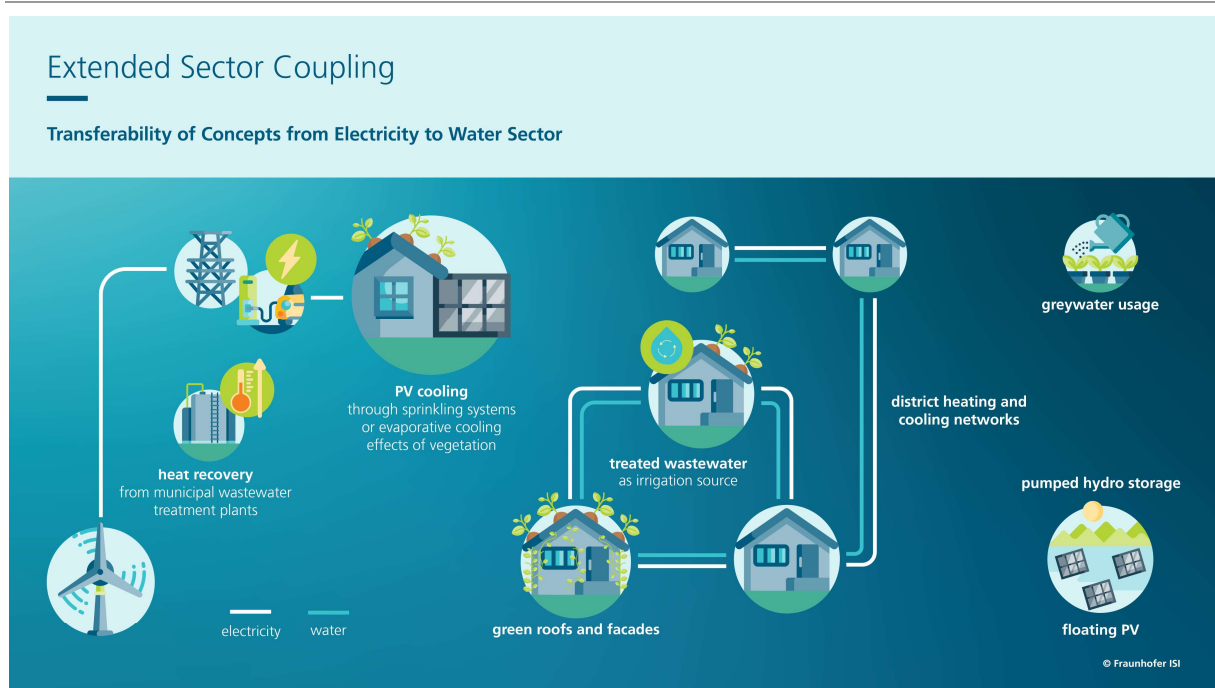 Extended Sector Coupling
Transferability of Concepts from Electricity to Water Sector
greywater usage
PV cooling
through sprinkling systems
or evaporative cooling
effects of vegetation
district heating and
cooling networks
treated wastewater
as irrigation source
heat recovery
from municipal wastewater
treatment plants
pumped hydro storage
electricity
water
green roofs and facades
floating PV
© Fraunhofer ISI